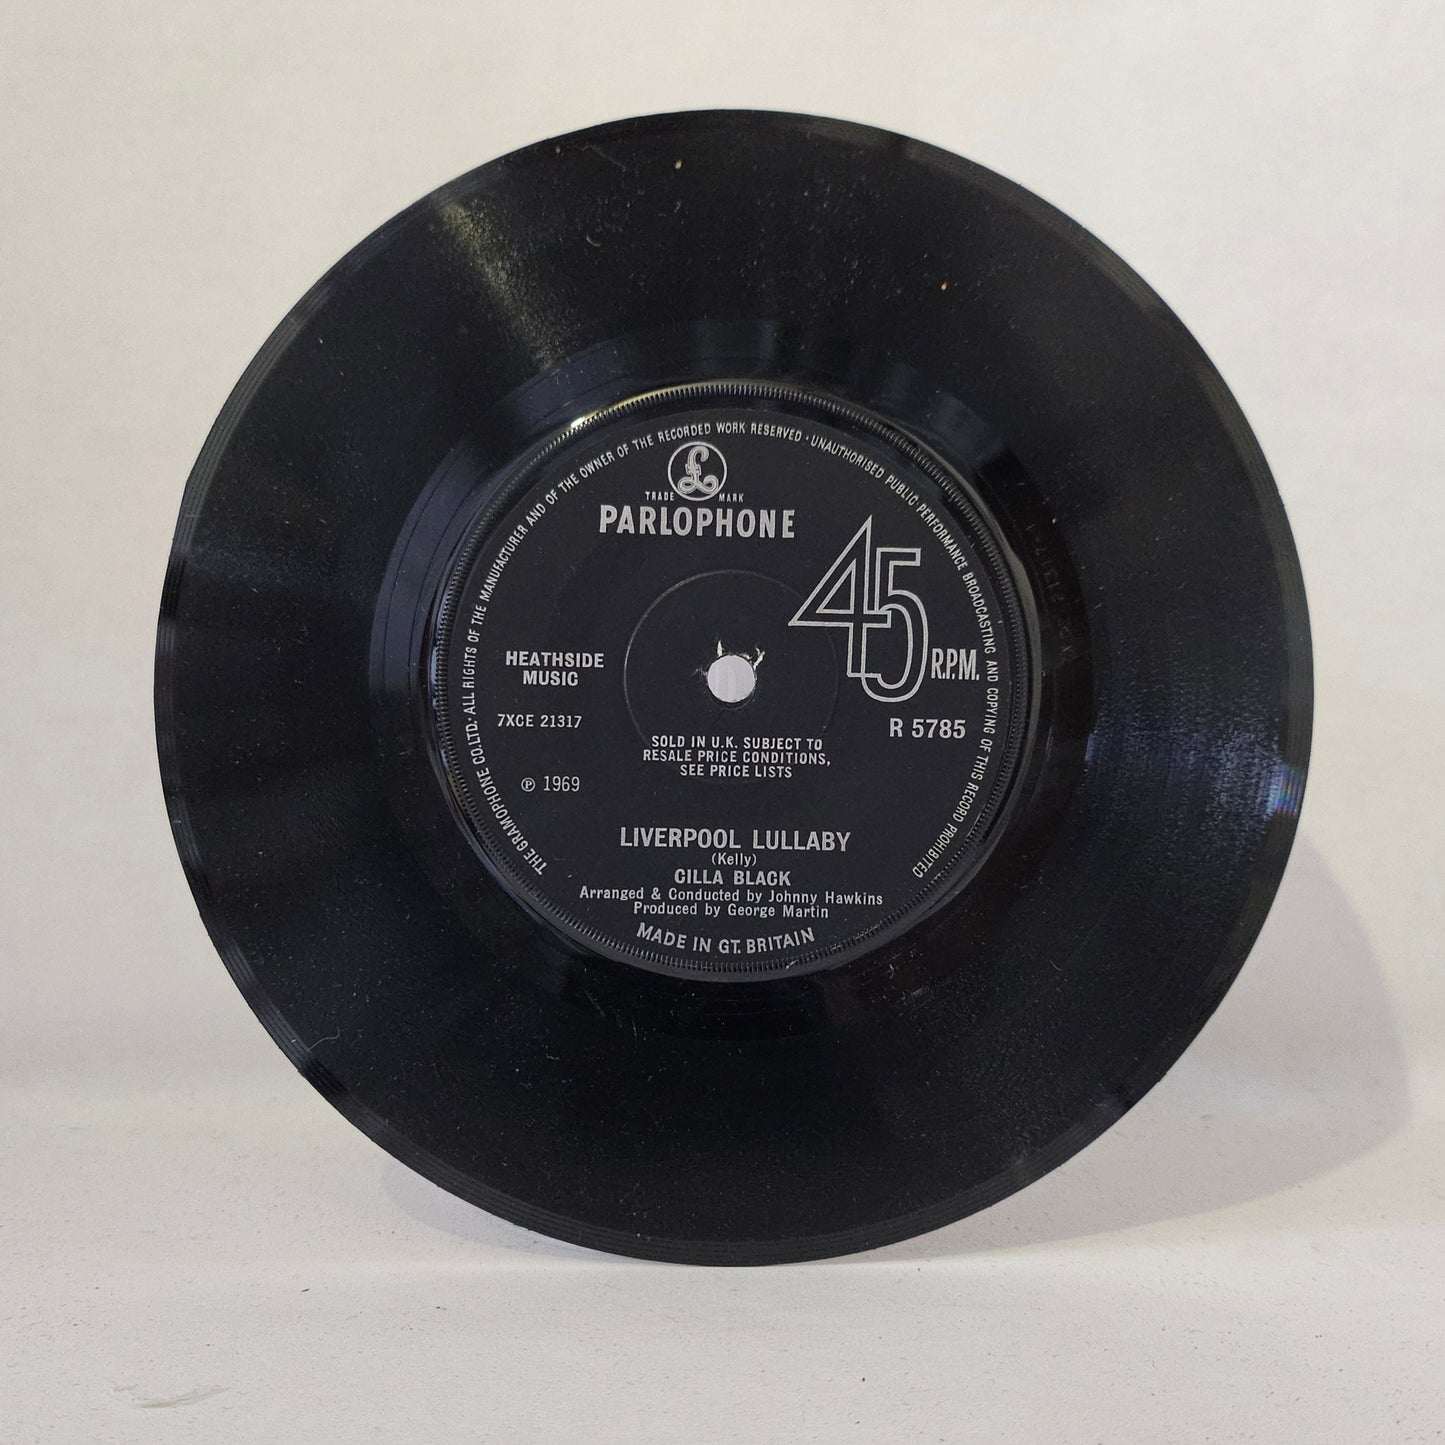 THE GRAMOPHONE CO. LTD. · ALL RIGHTS OF THE MANUFACTURER AND OF THE OWNER OF THE RECORDED WORK RESERVED · UNAUTHORISED PUBLIC PERFORMANCE BROADCASTING AND COPYING OF THIS RECORD PROHIBITED
£
TRADE MARK
PARLOPHONE
45 R.P.M.
HEATHSIDE
MUSIC
7XCE 21317
R 5785
SOLD IN U.K. SUBJECT TO
RESALE PRICE CONDITIONS,
SEE PRICE LISTS
℗ 1969
LIVERPOOL LULLABY
(Kelly)
CILLA BLACK
Arranged & Conducted by Johnny Hawkins
Produced by George Martin
MADE IN GT. BRITAIN